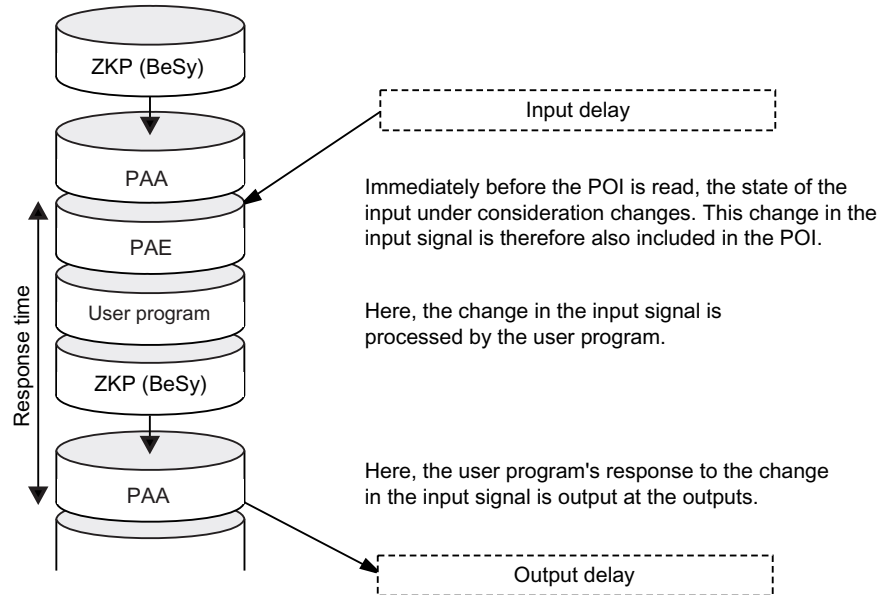 ZKP (BeSy)
Input delay
PAA
Immediately before the POI is read, the state of the
input under consideration changes. This change in the
input signal is therefore also included in the POI.
PAE
Response time
User program
Here, the change in the input signal is
processed by the user program.
ZKP (BeSy)
PAA
Here, the user program's response to the change
in the input signal is output at the outputs.
Output delay